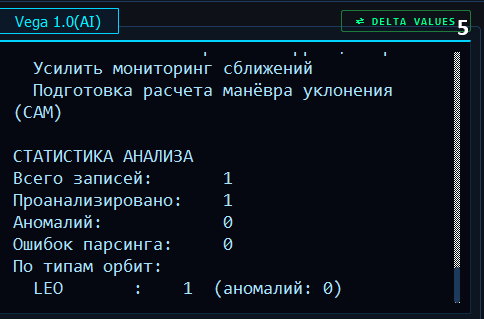 Vega 1.0(AI)
⇌ DELTA VALUES
5
Усилить мониторинг сближений
Подготовка расчета манёвра уклонения
(CAM)
СТАТИСТИКА АНАЛИЗА
Всего записей: 1
Проанализировано: 1
Аномалий: 0
Ошибок парсинга: 0
По типам орбит:
LEO : 1 (аномалий: 0)